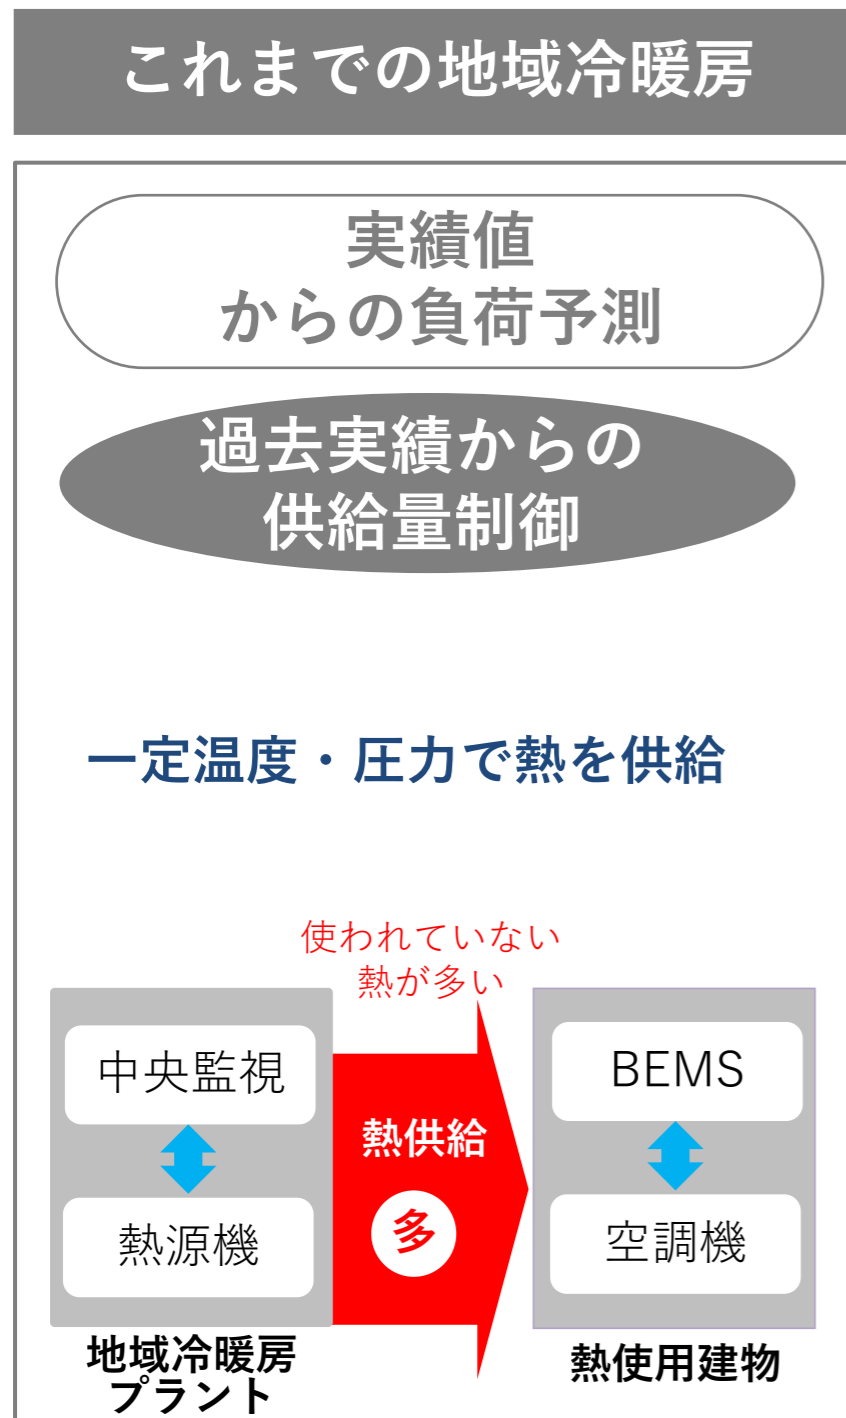 これまでの地域冷暖房
実績値
からの負荷予測
過去実績からの
供給量制御
一定温度・圧力で熱を供給
使われていない
熱が多い
中央監視
熱源機
地域冷暖房
プラント
熱供給
多
BEMS
空調機
熱使用建物